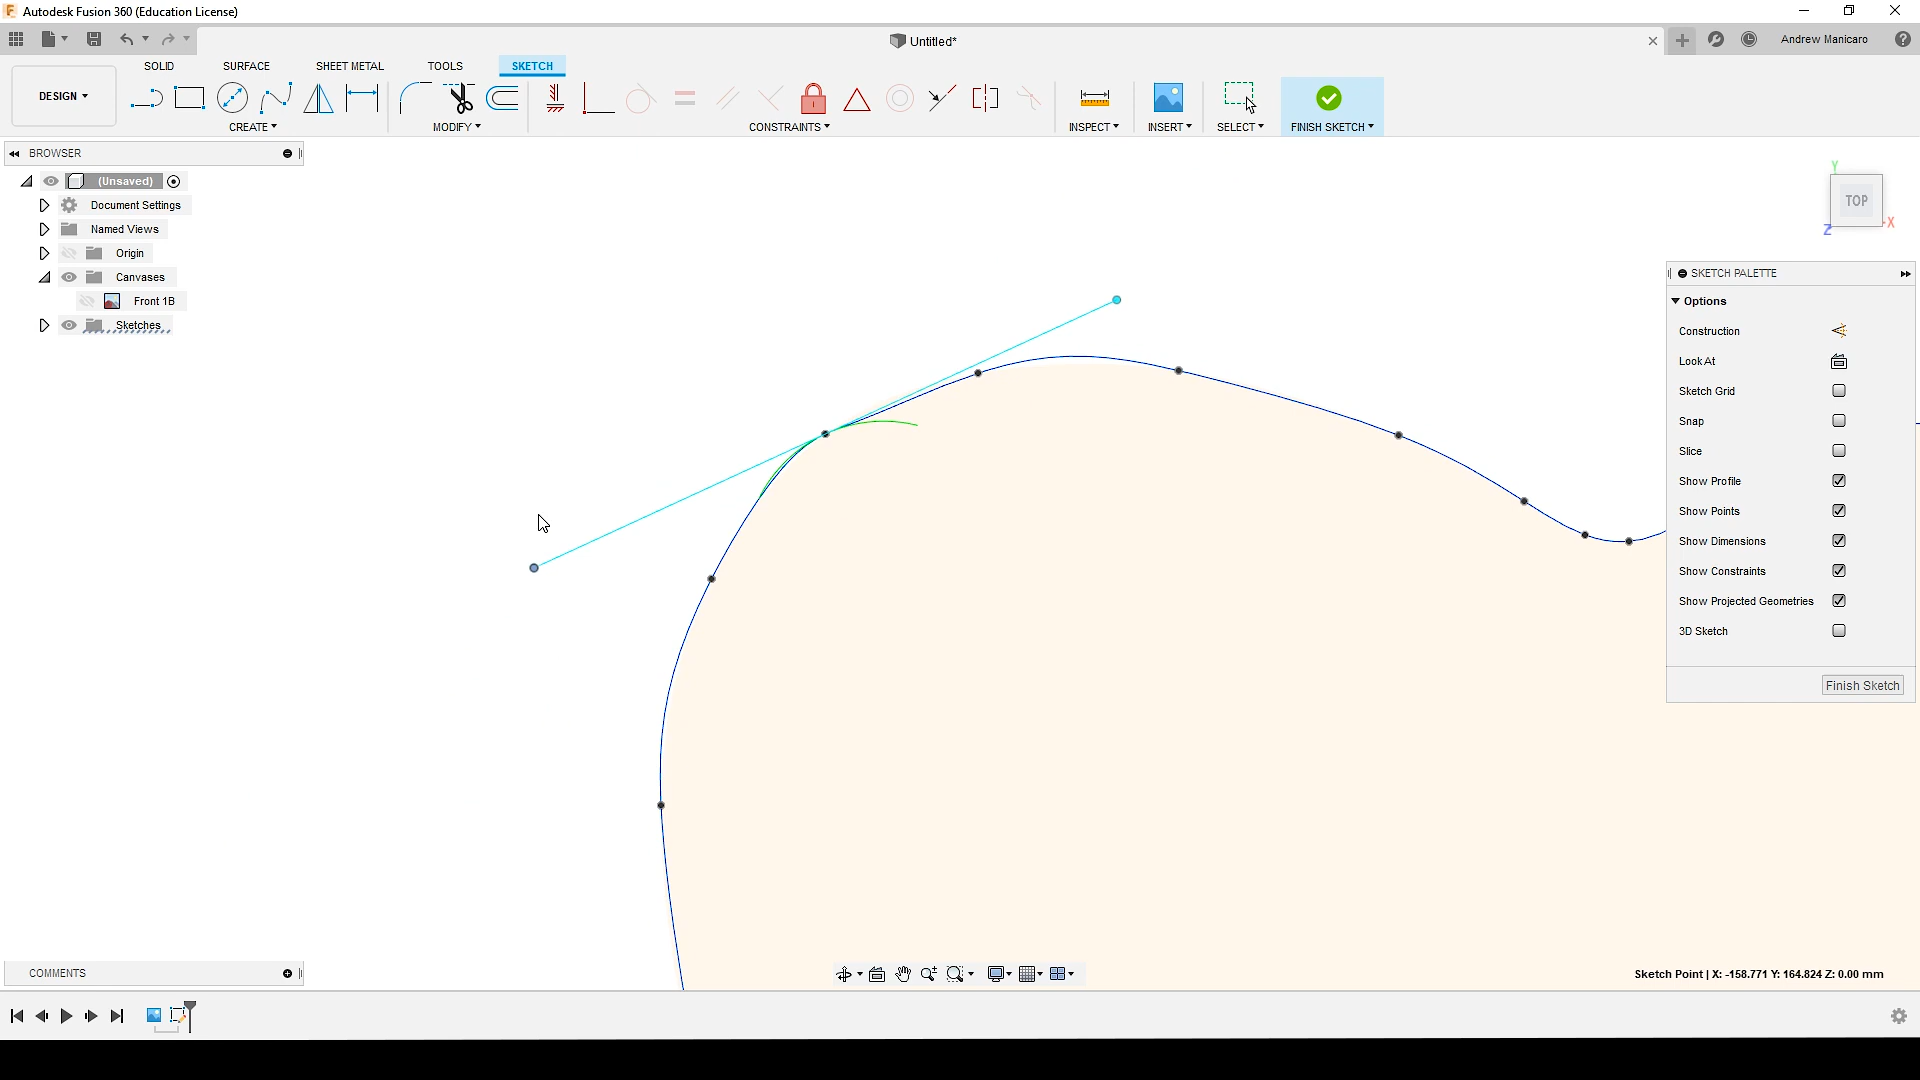 Autodesk Fusion 360 (Education License)
Untitled*
Andrew Manicaro
SOLID SURFACE SHEET METAL TOOLS SKETCH
DESIGN
CREATE MODIFY CONSTRAINTS INSPECT INSERT SELECT FINISH SKETCH
BROWSER
(Unsaved)
Document Settings
Named Views
Origin
Canvases
Front 1B
Sketches
Y
TOP
X
Z
SKETCH PALETTE
Options
Construction
Look At
Sketch Grid
Snap
Slice
Show Profile
Show Points
Show Dimensions
Show Constraints
Show Projected Geometries
3D Sketch
Finish Sketch
COMMENTS
Sketch Point | X: -158.771 Y: 164.824 Z: 0.00 mm